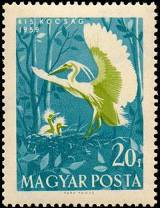 KIS KÓCSAG
1959
20f
MAGYAR POSTA